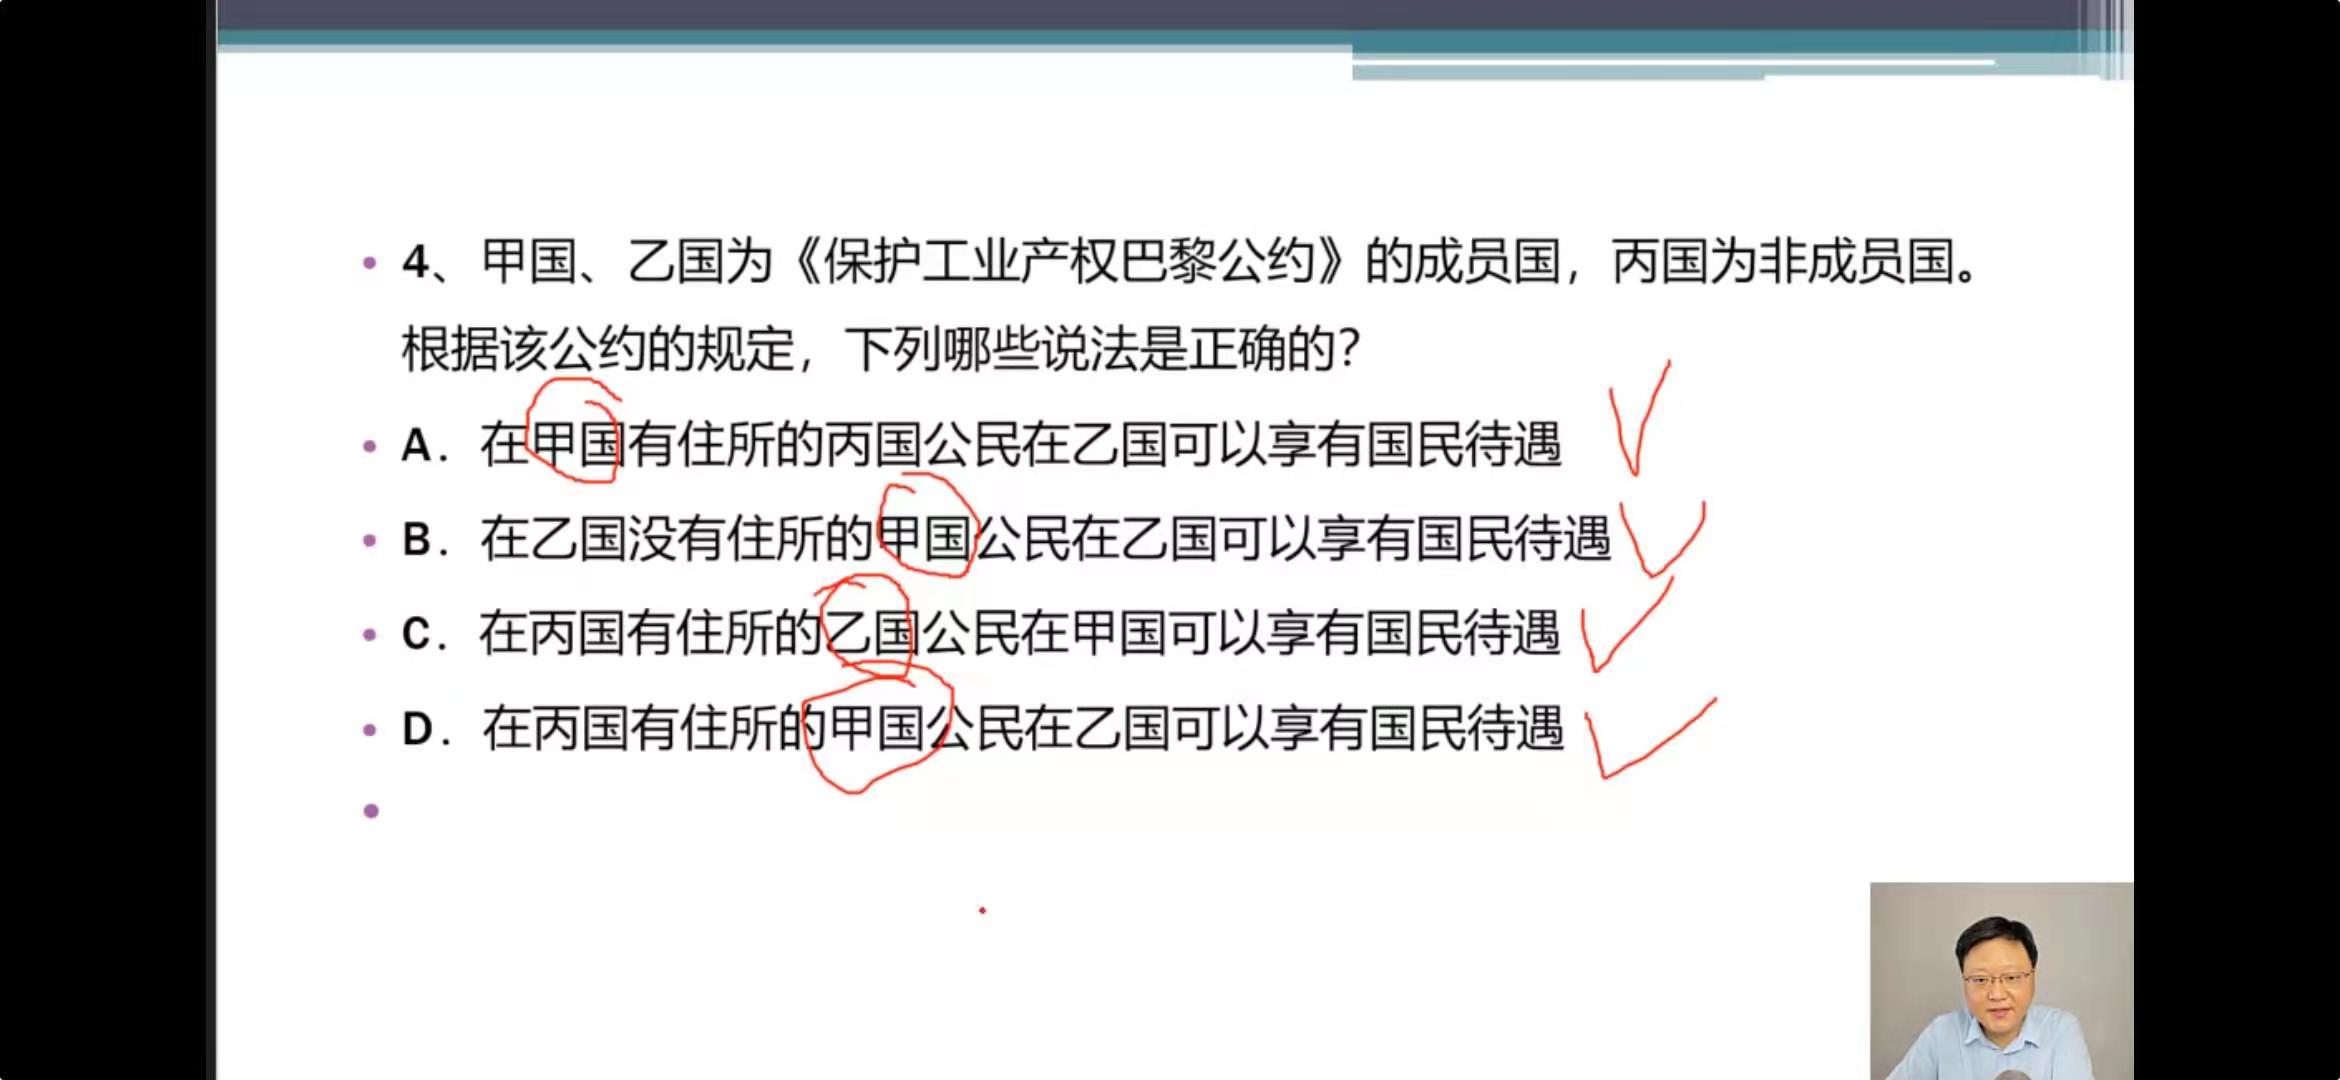 4、甲国、乙国为《保护工业产权巴黎公约》的成员国，丙国为非成员国。
根据该公约的规定，下列哪些说法是正确的？
A．在甲国有住所的丙国公民在乙国可以享有国民待遇
B．在乙国没有住所的甲国公民在乙国可以享有国民待遇
C．在丙国有住所的乙国公民在甲国可以享有国民待遇
D．在丙国有住所的甲国公民在乙国可以享有国民待遇